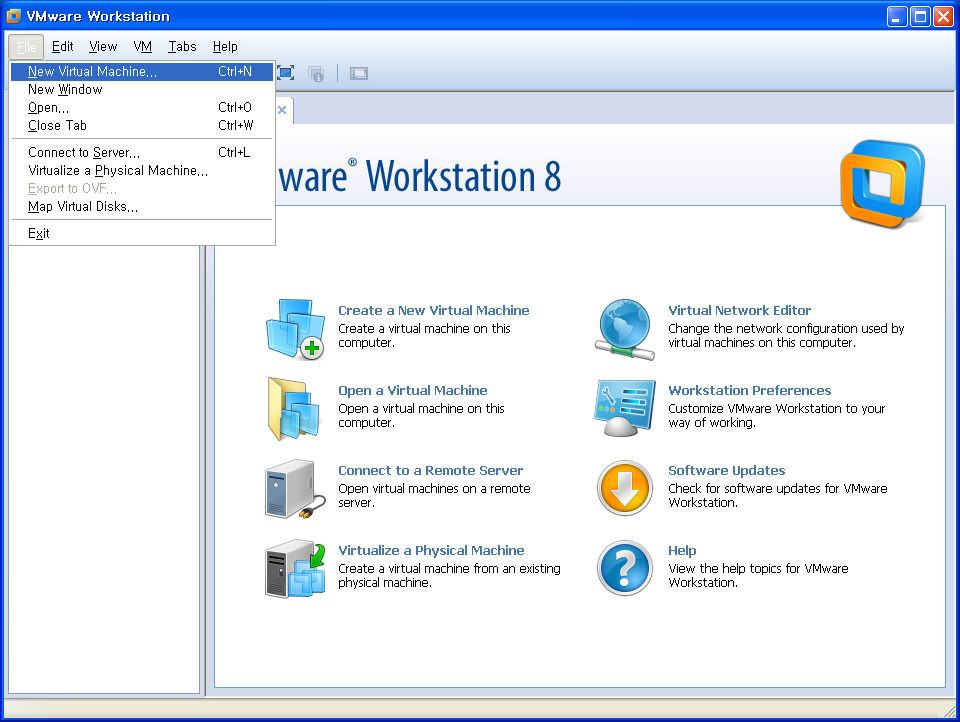 VMware Workstation
File Edit View VM Tabs Help
New Virtual Machine... Ctrl+N
New Window
Open... Ctrl+O
Close Tab Ctrl+W
Connect to Server... Ctrl+L
Virtualize a Physical Machine...
Export to OVF...
Map Virtual Disks...
Exit
ware® Workstation 8
Create a New Virtual Machine
Create a virtual machine on this
computer.
Open a Virtual Machine
Open a virtual machine on this
computer.
Connect to a Remote Server
Open virtual machines on a remote
server.
Virtualize a Physical Machine
Create a virtual machine from an existing
physical machine.
Virtual Network Editor
Change the network configuration used by
virtual machines on this computer.
Workstation Preferences
Customize VMware Workstation to your
way of working.
Software Updates
Check for software updates for VMware
Workstation.
Help
View the help topics for VMware
Workstation.